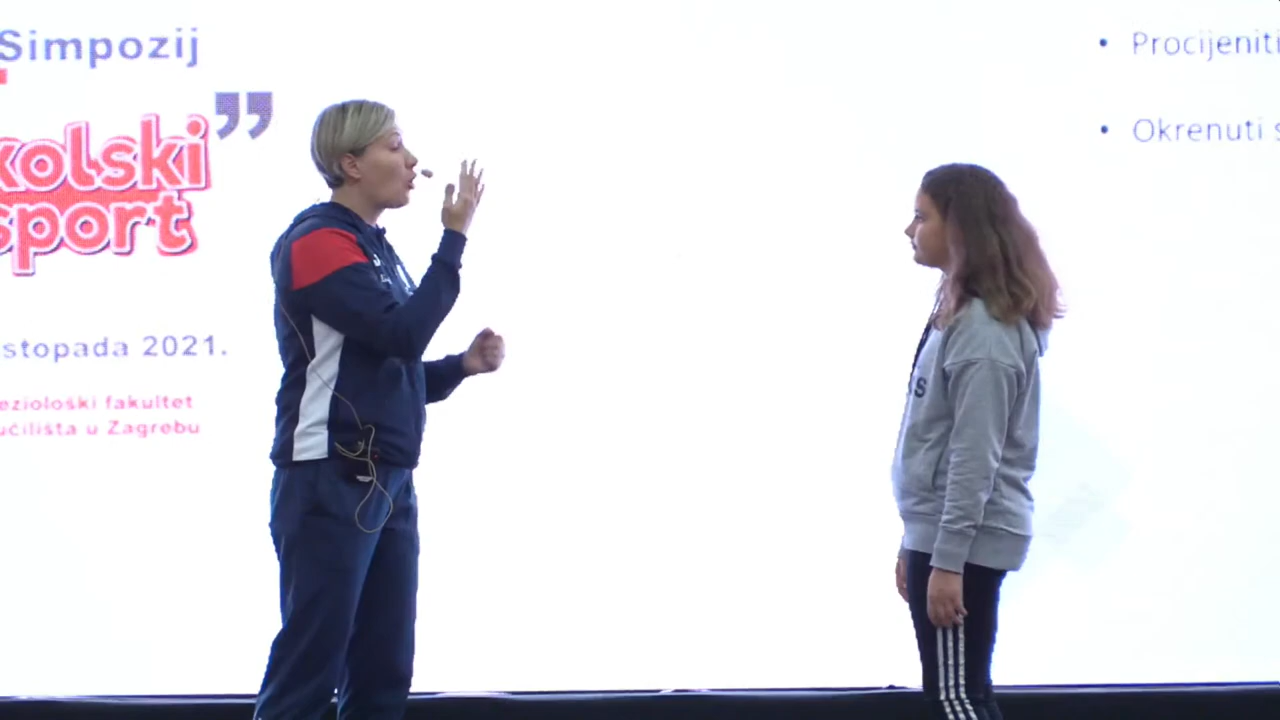 Simpozij
”
kolski
sport
stopada 2021.
eziološki fakultet
učilišta u Zagrebu
• Procijeniti
• Okrenuti s